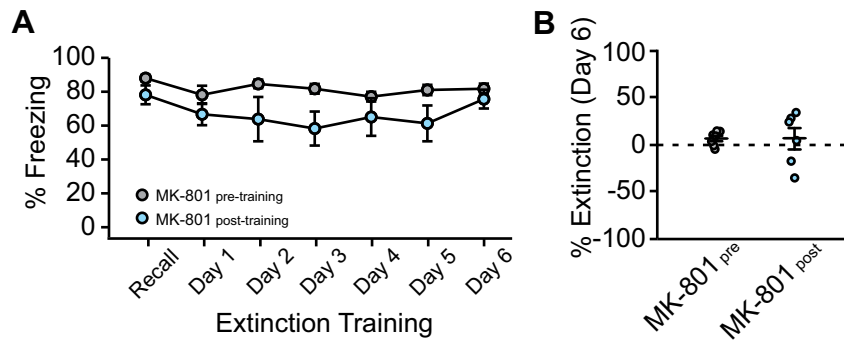 A
% Freezing
100
80
60
40
20
0
MK-801 pre-training
MK-801 post-training
Recall
Day 1
Day 2
Day 3
Day 4
Day 5
Day 6
Extinction Training
B
% Extinction (Day 6)
100
50
0
-50
-100
MK-801 pre
MK-801 post